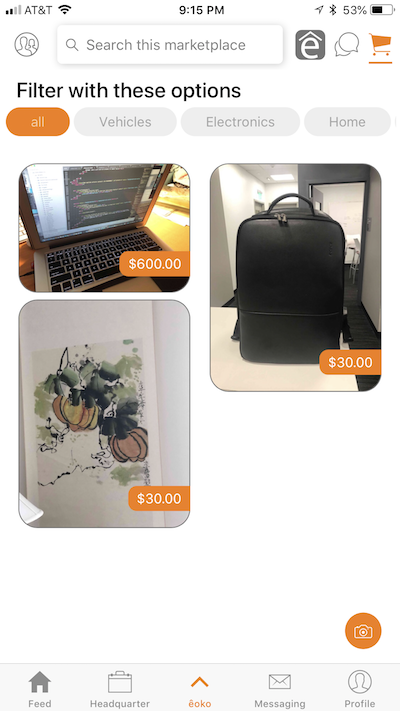 AT&T 9:15 PM 53%
Search this marketplace
ê
Filter with these options
all Vehicles Electronics Home
$600.00
$30.00
$30.00
Feed Headquarter êoko Messaging Profile